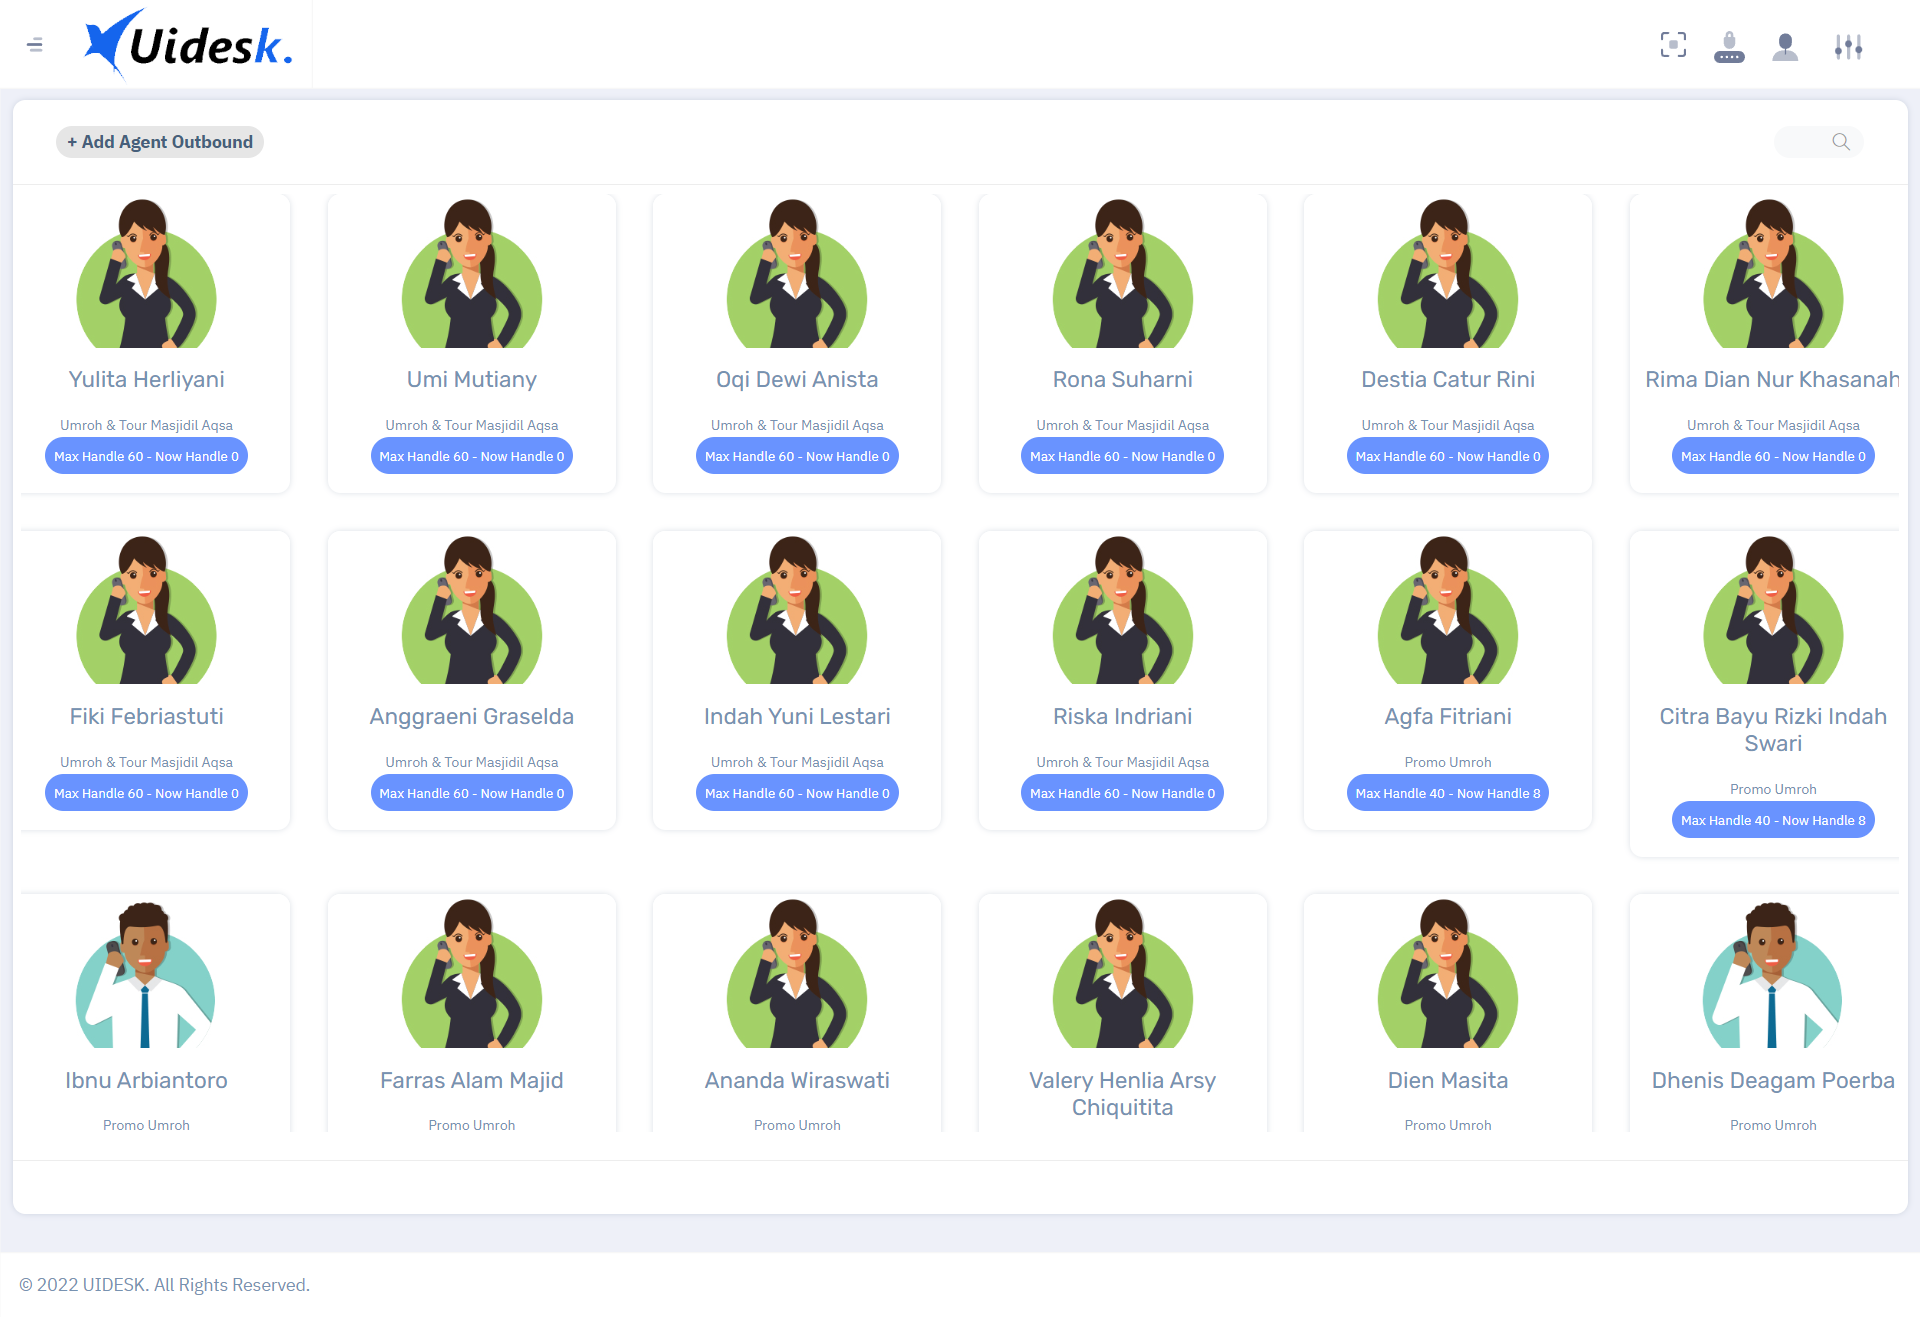 Uidesk.
+ Add Agent Outbound
Yulita Herliyani
Umroh & Tour Masjidil Aqsa
Max Handle 60 - Now Handle 0
Umi Mutiany
Umroh & Tour Masjidil Aqsa
Max Handle 60 - Now Handle 0
Oqi Dewi Anista
Umroh & Tour Masjidil Aqsa
Max Handle 60 - Now Handle 0
Rona Suharni
Umroh & Tour Masjidil Aqsa
Max Handle 60 - Now Handle 0
Destia Catur Rini
Umroh & Tour Masjidil Aqsa
Max Handle 60 - Now Handle 0
Rima Dian Nur Khasanah
Umroh & Tour Masjidil Aqsa
Max Handle 60 - Now Handle 0
Fiki Febriastuti
Umroh & Tour Masjidil Aqsa
Max Handle 60 - Now Handle 0
Anggraeni Graselda
Umroh & Tour Masjidil Aqsa
Max Handle 60 - Now Handle 0
Indah Yuni Lestari
Umroh & Tour Masjidil Aqsa
Max Handle 60 - Now Handle 0
Riska Indriani
Umroh & Tour Masjidil Aqsa
Max Handle 60 - Now Handle 0
Agfa Fitriani
Promo Umroh
Max Handle 40 - Now Handle 8
Citra Bayu Rizki Indah
Swari
Promo Umroh
Max Handle 40 - Now Handle 8
Ibnu Arbiantoro
Promo Umroh
Farras Alam Majid
Promo Umroh
Ananda Wiraswati
Promo Umroh
Valery Henlia Arsy
Chiquitita
Dien Masita
Promo Umroh
Dhenis Deagam Poerba
Promo Umroh
© 2022 UIDESK. All Rights Reserved.